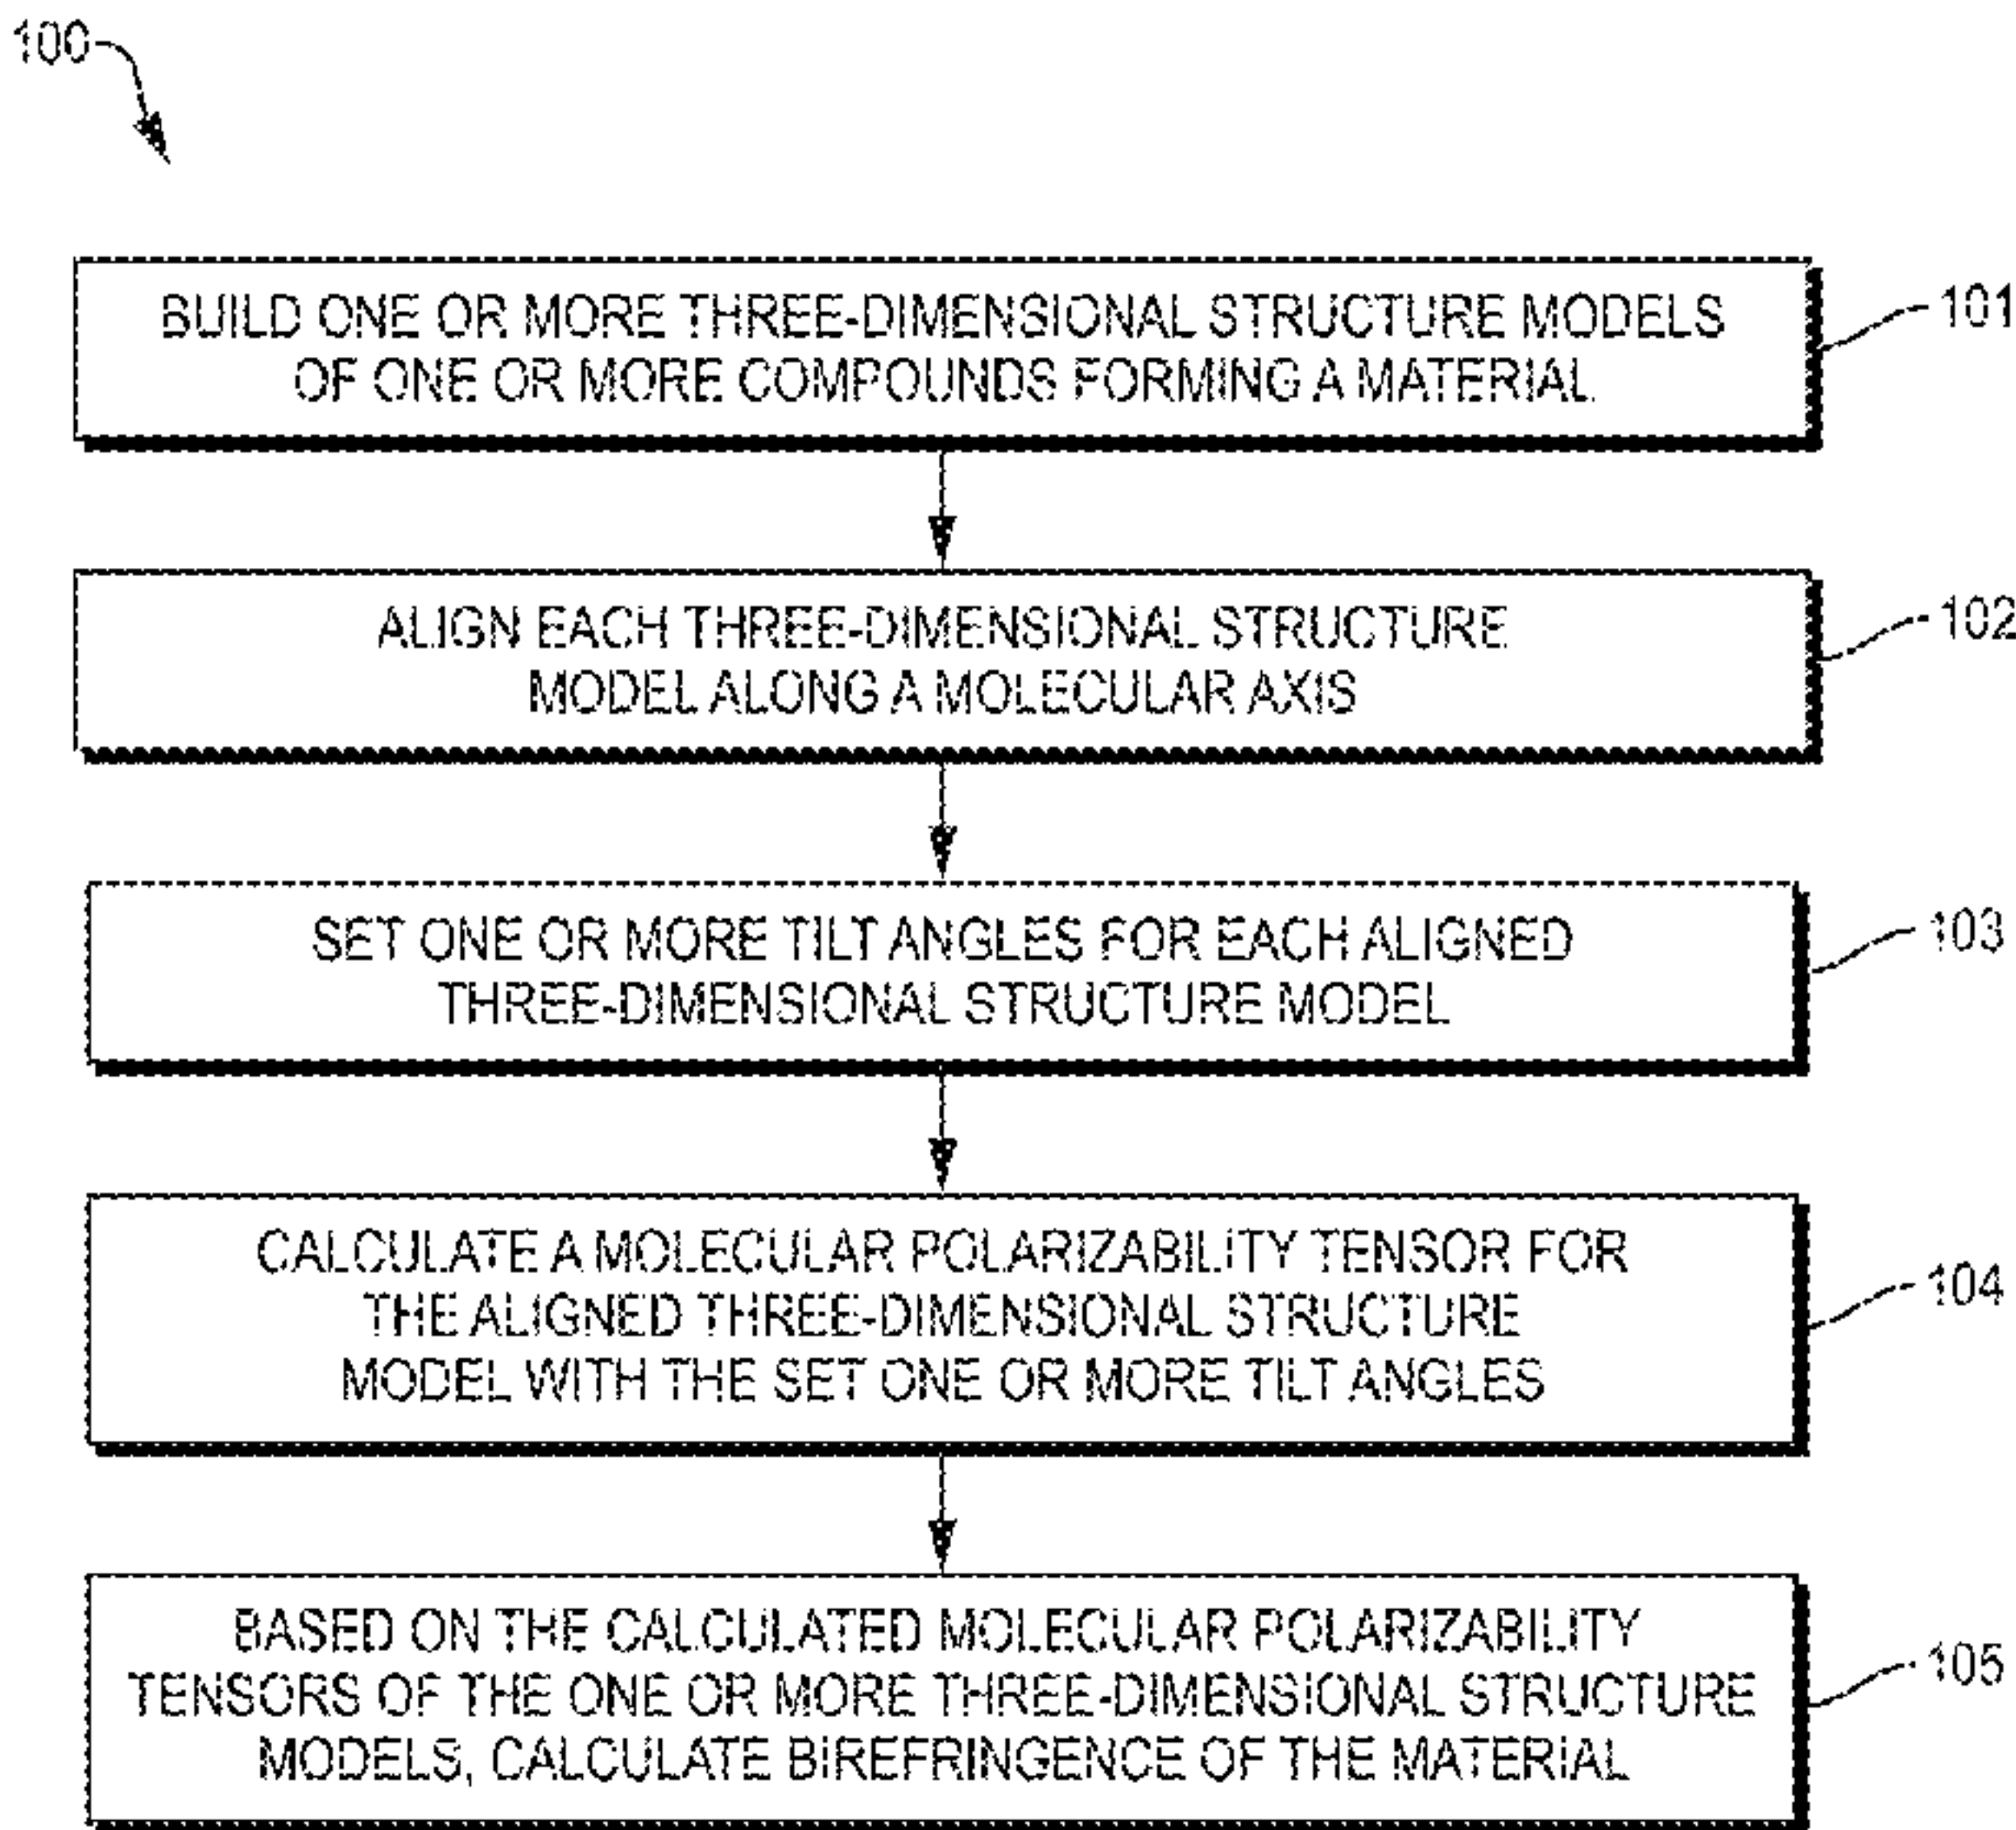 100
BUILD ONE OR MORE THREE-DIMENSIONAL STRUCTURE MODELS
OF ONE OR MORE COMPOUNDS FORMING A MATERIAL
101
ALIGN EACH THREE-DIMENSIONAL STRUCTURE
MODEL ALONG A MOLECULAR AXIS
102
SET ONE OR MORE TILT ANGLES FOR EACH ALIGNED
THREE-DIMENSIONAL STRUCTURE MODEL
103
CALCULATE A MOLECULAR POLARIZABILITY TENSOR FOR
THE ALIGNED THREE-DIMENSIONAL STRUCTURE
MODEL WITH THE SET ONE OR MORE TILT ANGLES
104
BASED ON THE CALCULATED MOLECULAR POLARIZABILITY
TENSORS OF THE ONE OR MORE THREE-DIMENSIONAL STRUCTURE
MODELS, CALCULATE BIREFRINGENCE OF THE MATERIAL
105